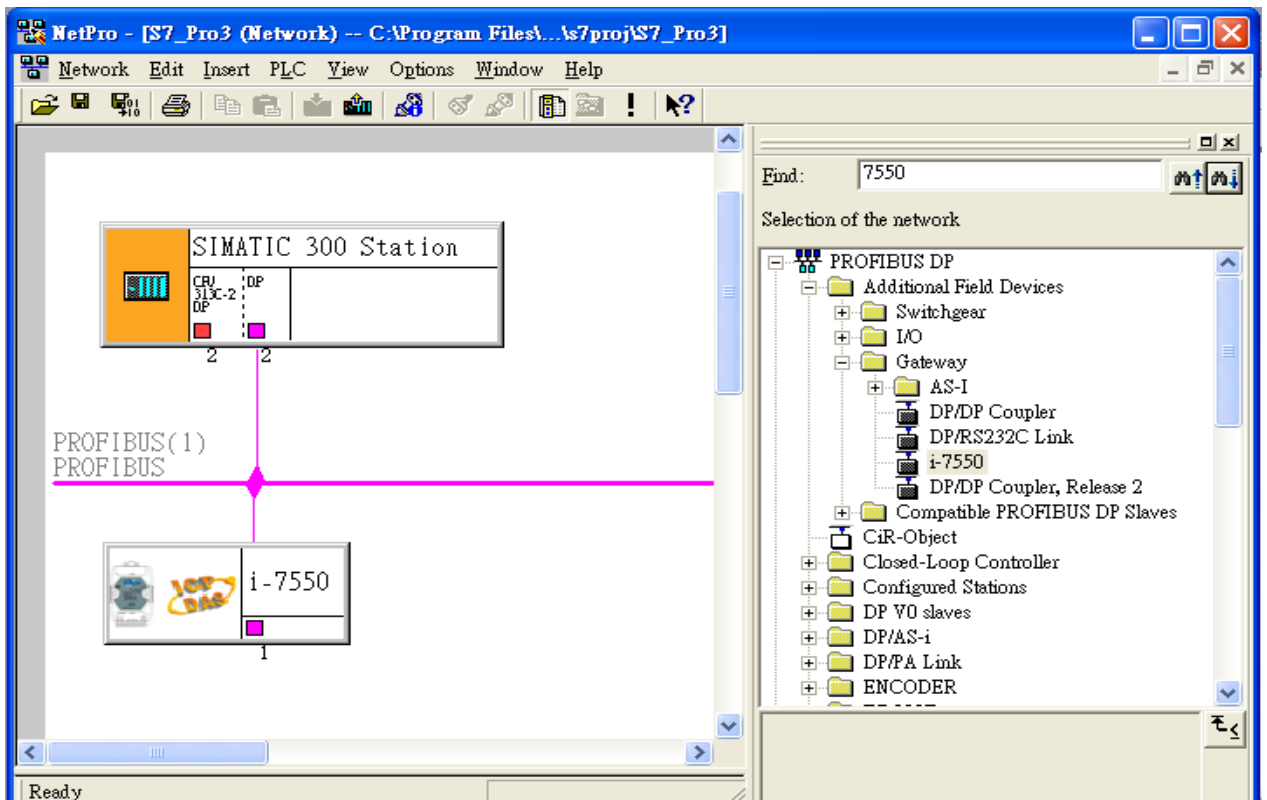 NetPro - [S7_Pro3 (Network) -- C:\Program Files\...\s7proj\S7_Pro3]
Network Edit Insert PLC View Options Window Help
SIMATIC 300 Station
CPU
313C-2
DP
DP
2
2
PROFIBUS(1)
PROFIBUS
ICP
DAS
i-7550
1
Ready
Find:
7550
Selection of the network
PROFIBUS DP
Additional Field Devices
Switchgear
I/O
Gateway
AS-I
DP/DP Coupler
DP/RS232C Link
i-7550
DP/DP Coupler, Release 2
Compatible PROFIBUS DP Slaves
CiR-Object
Closed-Loop Controller
Configured Stations
DP V0 slaves
DP/AS-i
DP/PA Link
ENCODER